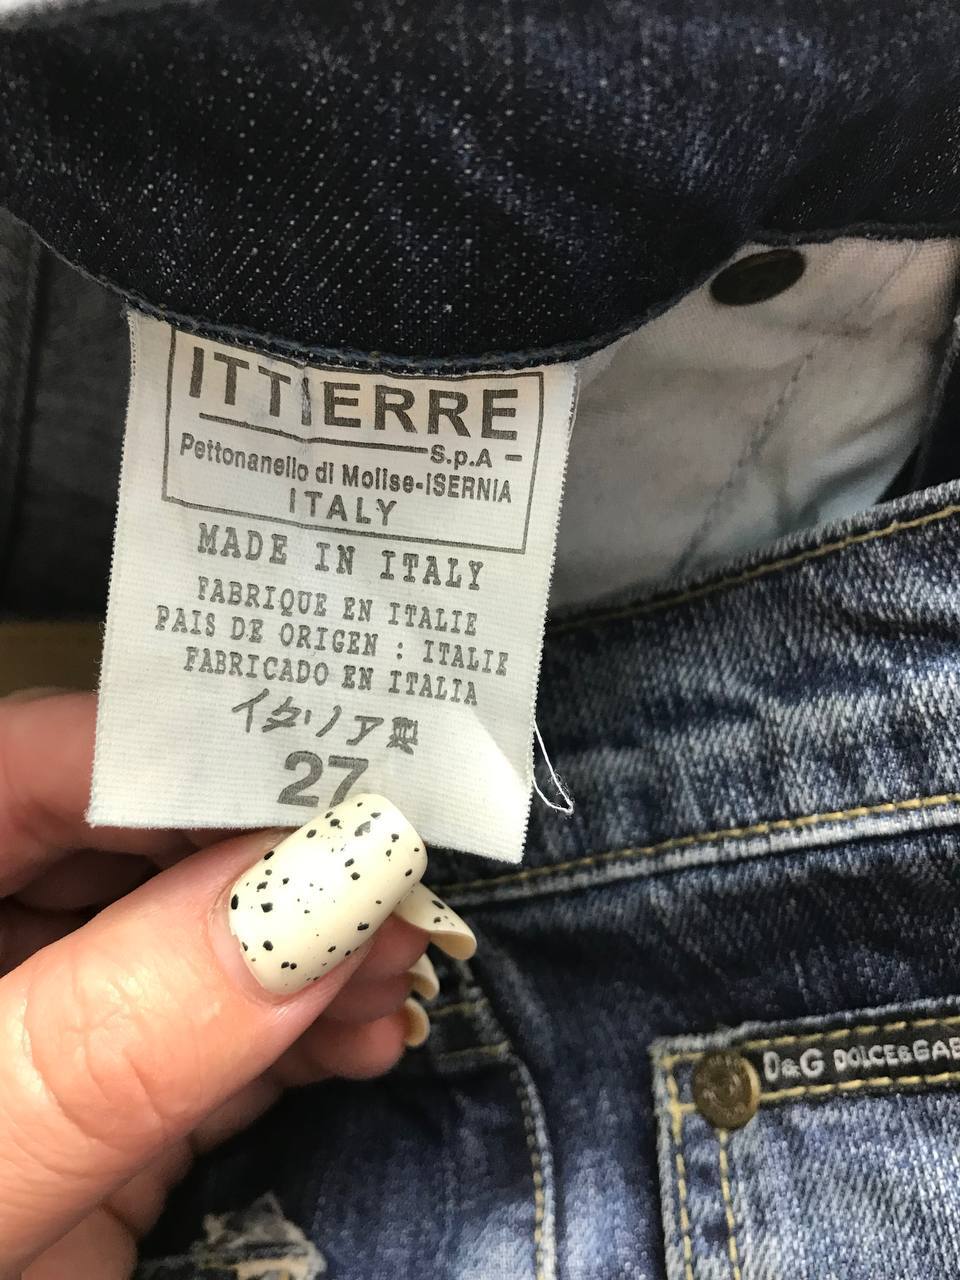 ITTIERRE
S.p.A
Pettonanello di Molise-ISERNIA
ITALY
MADE IN ITALY
FABRIQUE EN ITALIE
PAIS DE ORIGEN : ITALIE
FABRICADO EN ITALIA
イタリア製
27
D&G DOLCE&GAB